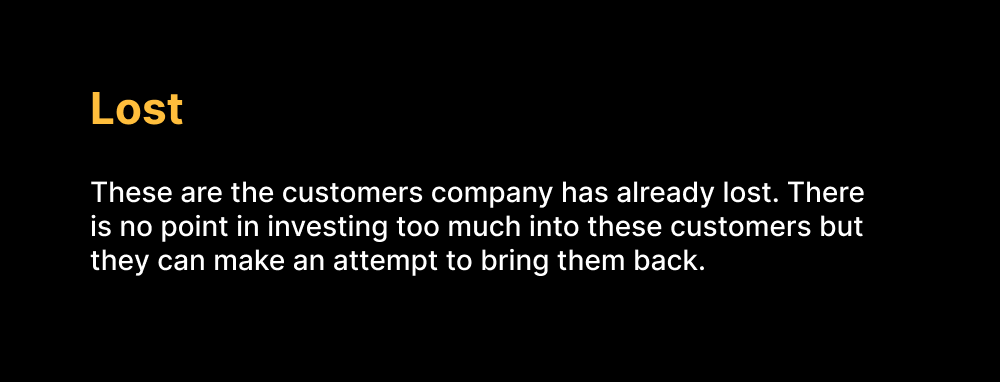 Lost
These are the customers company has already lost. There
is no point in investing too much into these customers but
they can make an attempt to bring them back.